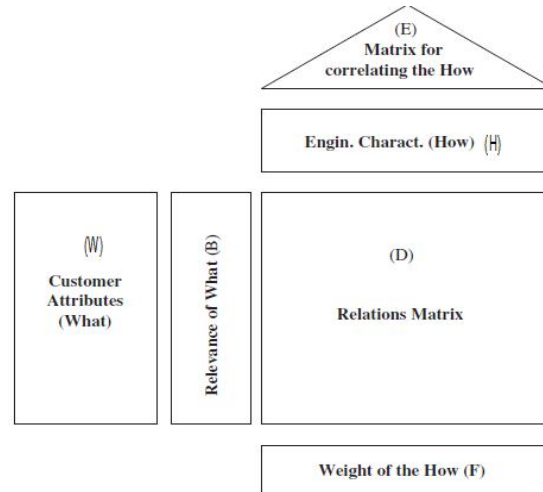 (E)
Matrix for
correlating the How
Engin. Charact. (How) (H)
(W)
Customer
Attributes
(What)
Relevance of What (B)
(D)
Relations Matrix
Weight of the How (F)